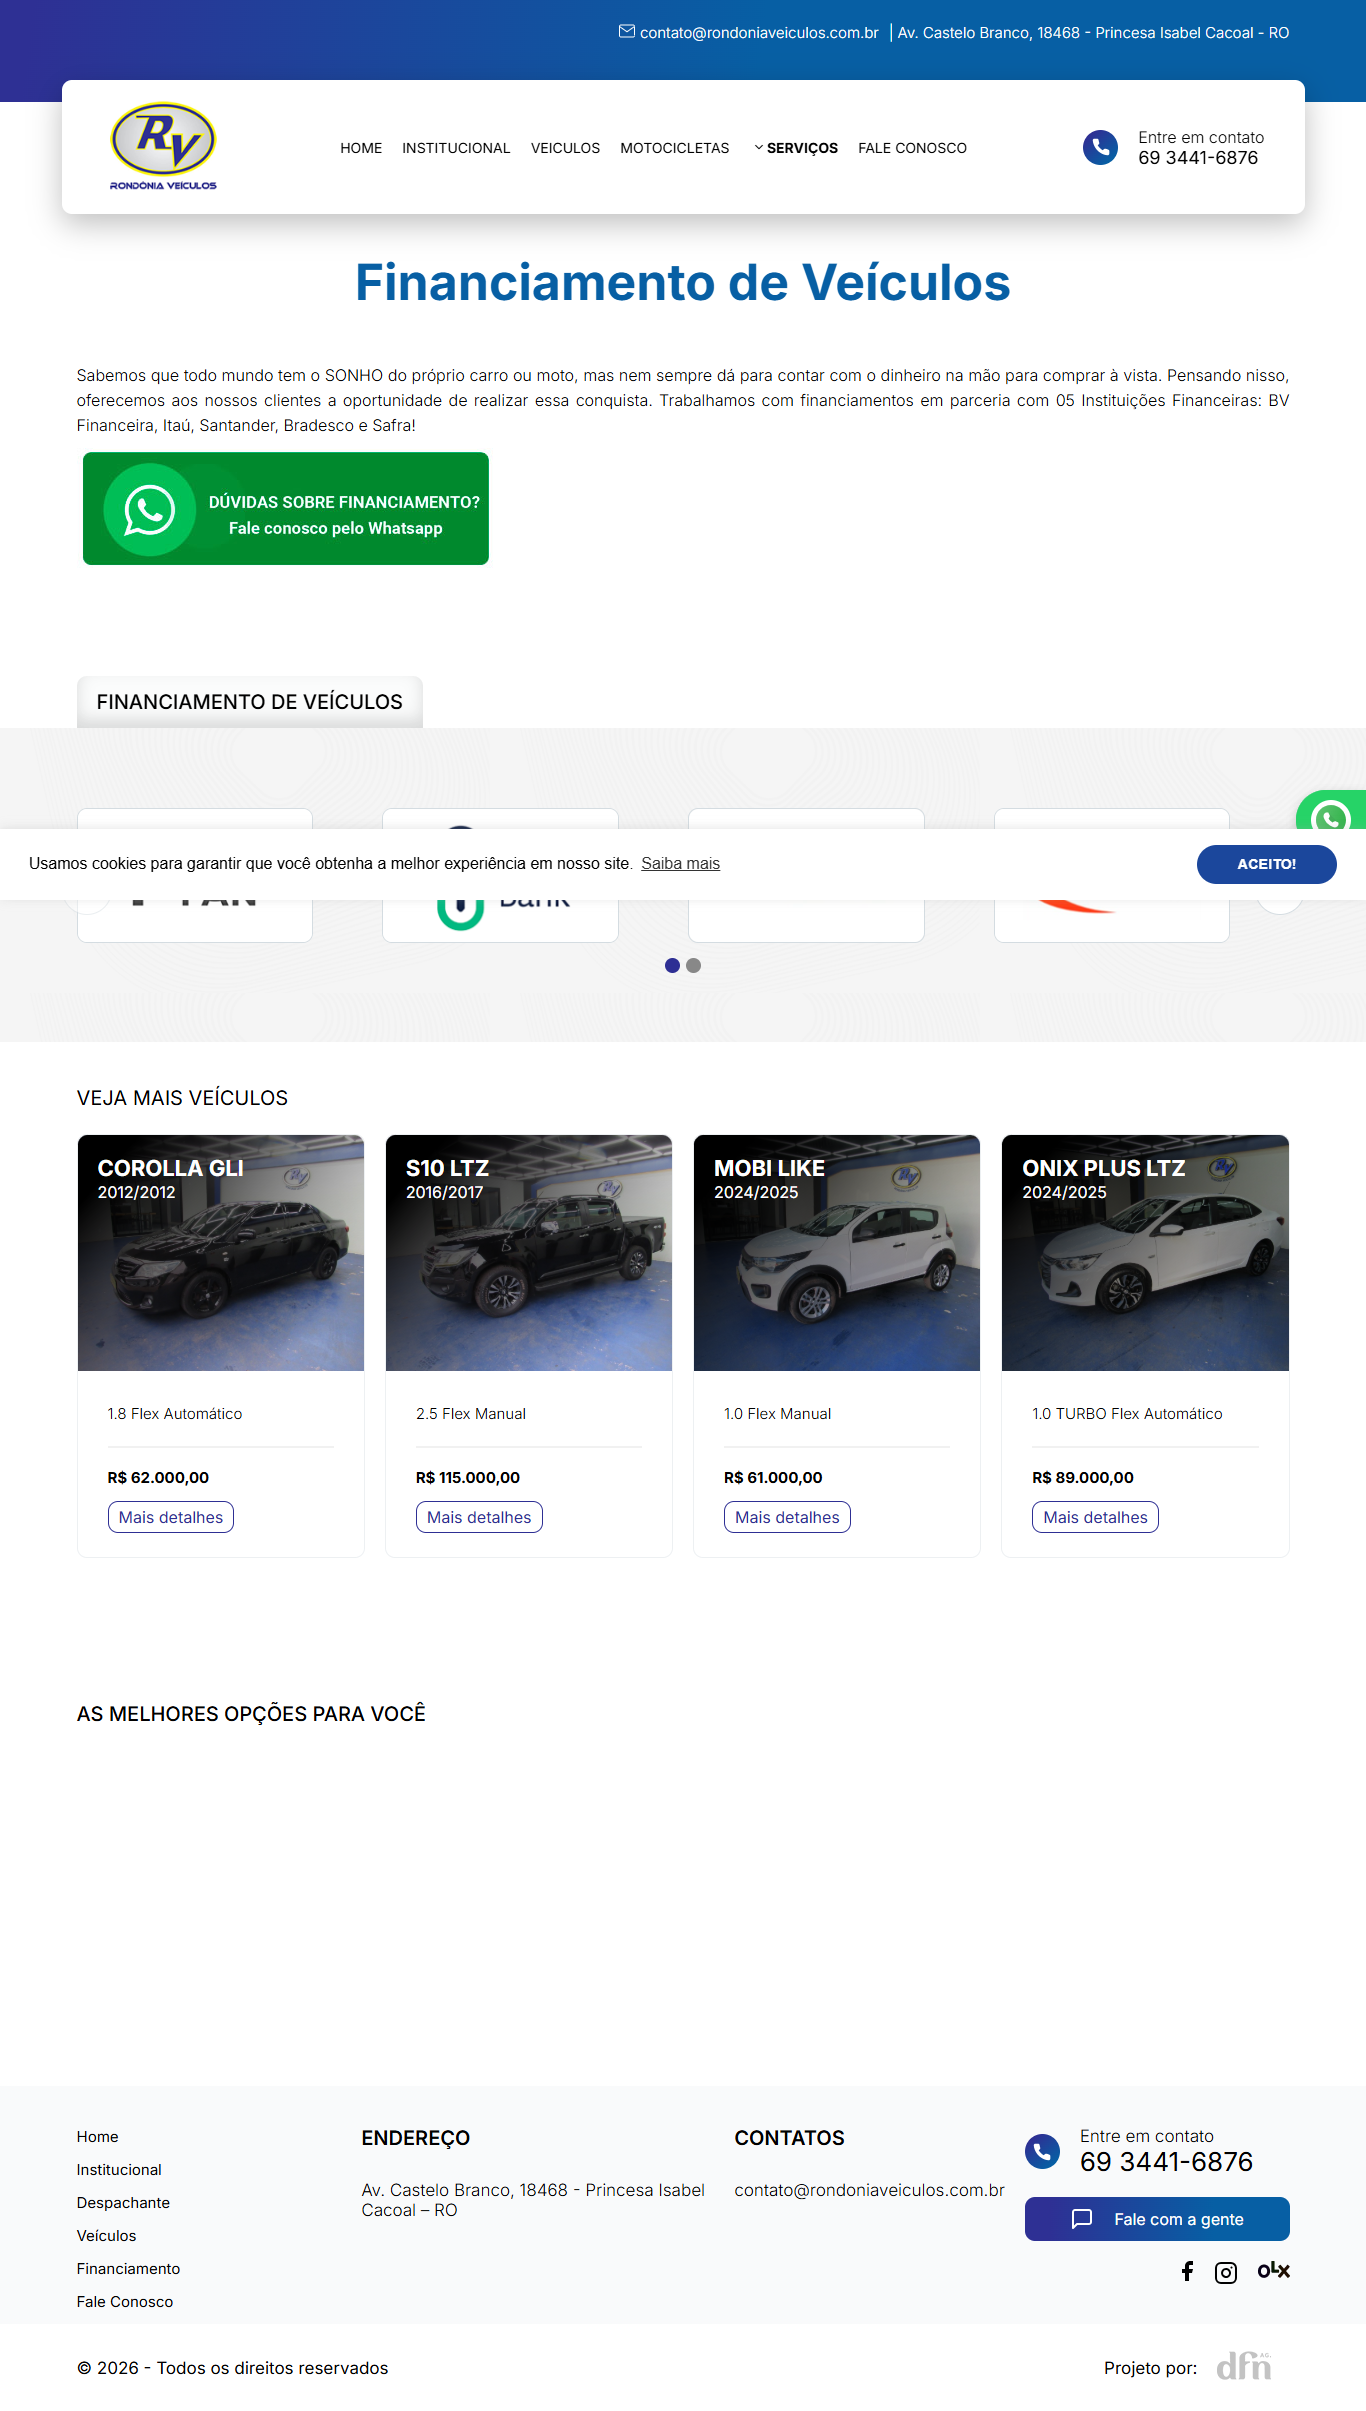 contato@rondoniaveiculos.com.br | Av. Castelo Branco, 18468 - Princesa Isabel Cacoal - RO
RV
RONDÔNIA VEÍCULOS
HOME
INSTITUCIONAL
VEICULOS
MOTOCICLETAS
SERVIÇOS
FALE CONOSCO
Entre em contato
69 3441-6876
Financiamento de Veículos
Sabemos que todo mundo tem o SONHO do próprio carro ou moto, mas nem sempre dá para contar com o dinheiro na mão para comprar à vista. Pensando nisso,
oferecemos aos nossos clientes a oportunidade de realizar essa conquista. Trabalhamos com financiamentos em parceria com 05 Instituições Financeiras: BV
Financeira, Itaú, Santander, Bradesco e Safra!
DÚVIDAS SOBRE FINANCIAMENTO?
Fale conosco pelo Whatsapp
FINANCIAMENTO DE VEÍCULOS
Usamos cookies para garantir que você obtenha a melhor experiência em nosso site. Saiba mais
ACEITO!
PAN
Bank
VEJA MAIS VEÍCULOS
COROLLA GLI
2012/2012
1.8 Flex Automático
R$ 62.000,00
Mais detalhes
S10 LTZ
2016/2017
2.5 Flex Manual
R$ 115.000,00
Mais detalhes
MOBI LIKE
2024/2025
1.0 Flex Manual
R$ 61.000,00
Mais detalhes
ONIX PLUS LTZ
2024/2025
1.0 TURBO Flex Automático
R$ 89.000,00
Mais detalhes
AS MELHORES OPÇÕES PARA VOCÊ
Home
Institucional
Despachante
Veículos
Financiamento
Fale Conosco
ENDEREÇO
Av. Castelo Branco, 18468 - Princesa Isabel
Cacoal – RO
CONTATOS
contato@rondoniaveiculos.com.br
Entre em contato
69 3441-6876
Fale com a gente
OLX
© 2026 - Todos os direitos reservados
Projeto por:
dfn AG.